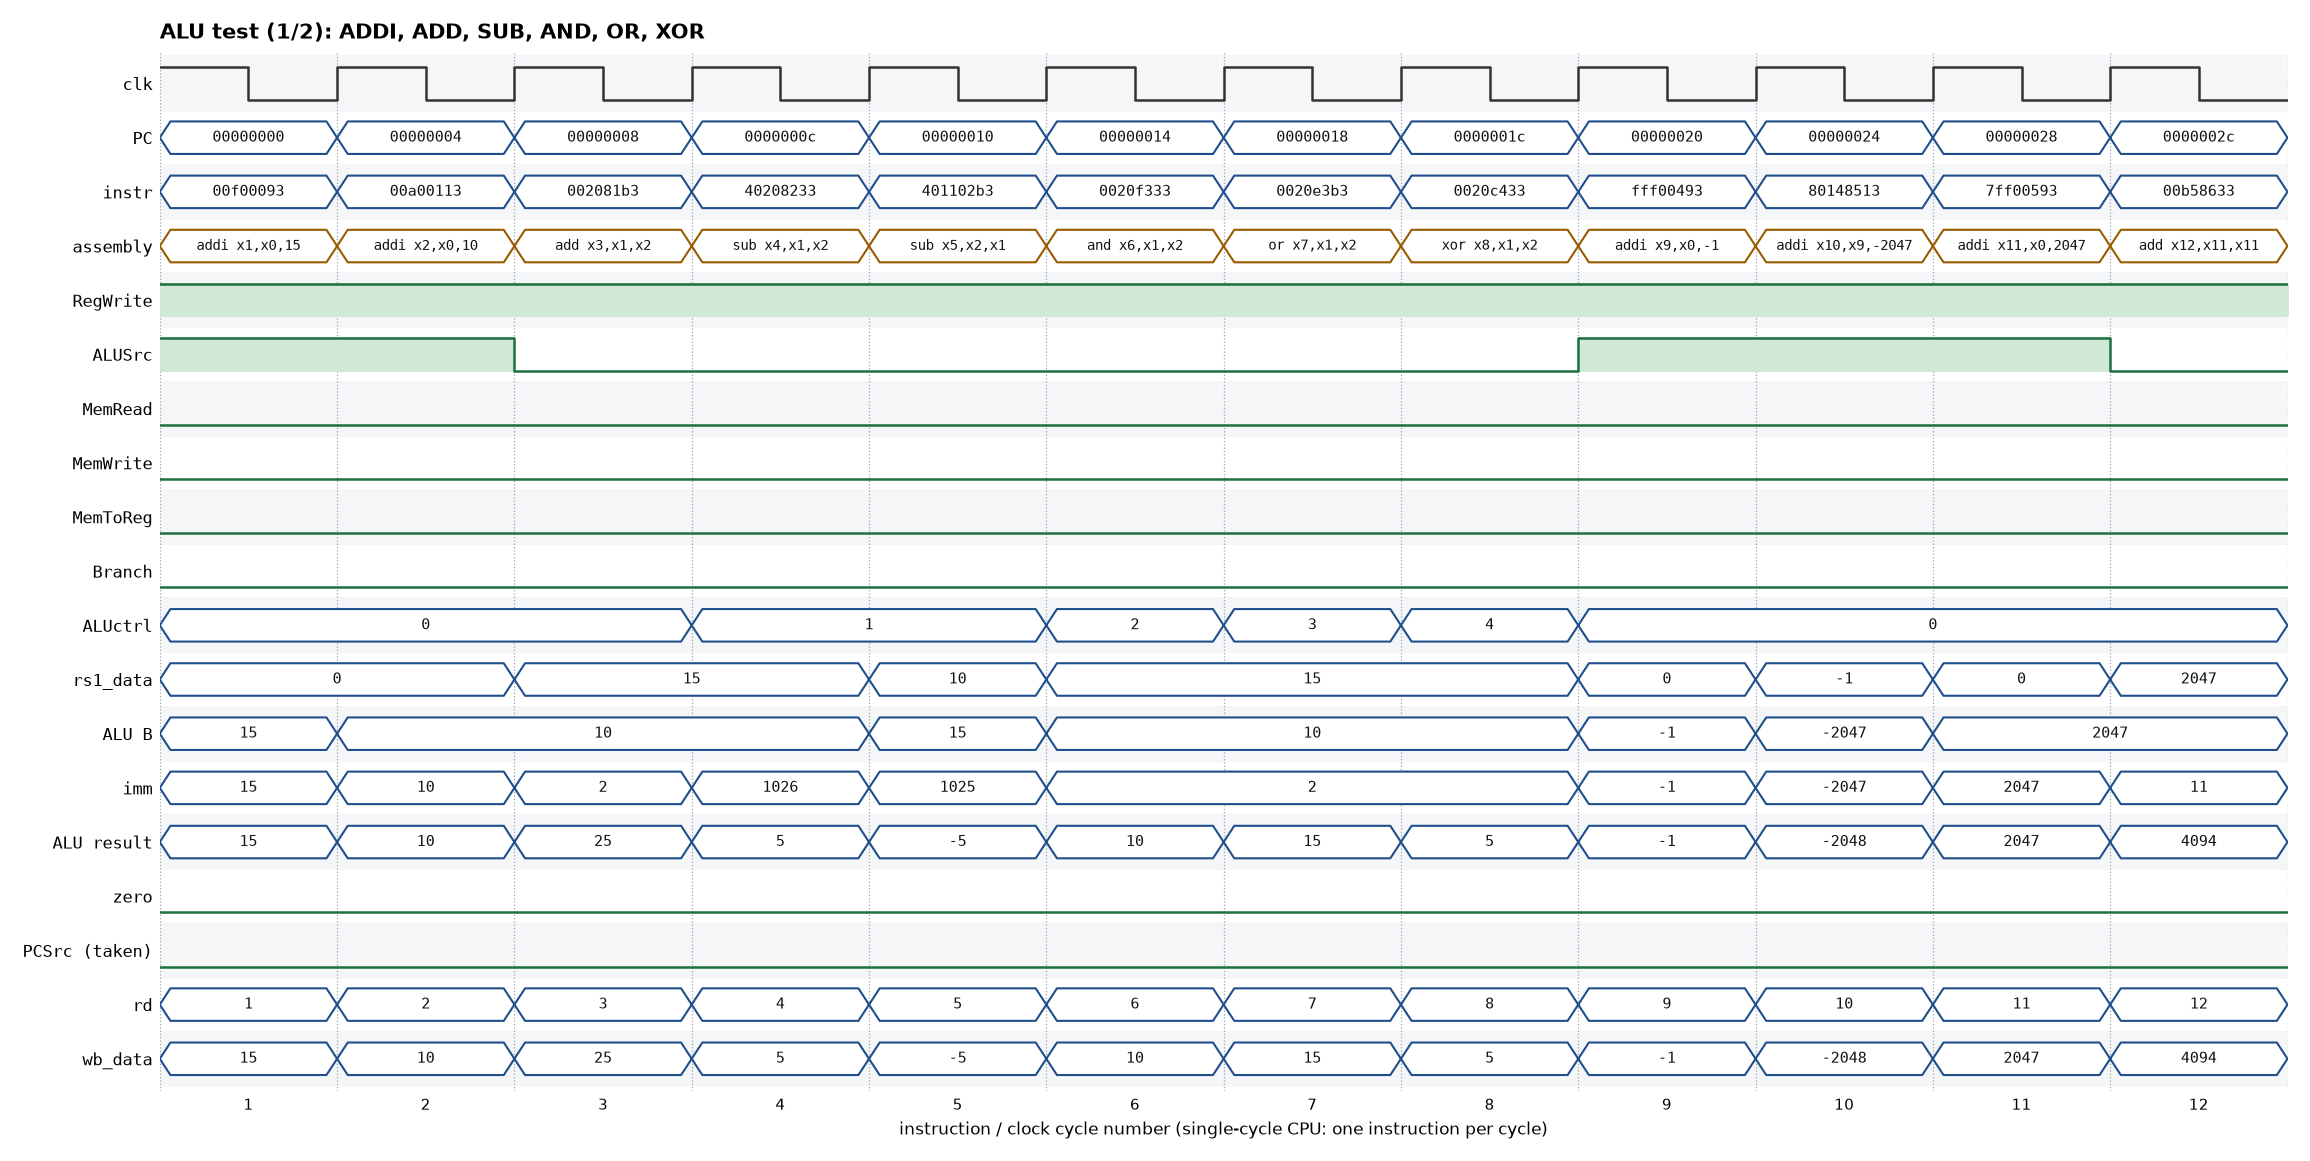 ALU test (1/2): ADDI, ADD, SUB, AND, OR, XOR
clk
PC 00000000 00000004 00000008 0000000c 00000010 00000014 00000018 0000001c 00000020 00000024 00000028 0000002c
instr 00f00093 00a00113 002081b3 40208233 401102b3 0020f333 0020e3b3 0020c433 fff00493 80148513 7ff00593 00b58633
assembly addi x1,x0,15 addi x2,x0,10 add x3,x1,x2 sub x4,x1,x2 sub x5,x2,x1 and x6,x1,x2 or x7,x1,x2 xor x8,x1,x2 addi x9,x0,-1 addi x10,x9,-2047 addi x11,x0,2047 add x12,x11,x11
RegWrite
ALUSrc
MemRead
MemWrite
MemToReg
Branch
ALUctrl 0 1 2 3 4 0
rs1_data 0 15 10 15 0 -1 0 2047
ALU B 15 10 15 10 -1 -2047 2047
imm 15 10 2 1026 1025 2 -1 -2047 2047 11
ALU result 15 10 25 5 -5 10 15 5 -1 -2048 2047 4094
zero
PCSrc (taken)
rd 1 2 3 4 5 6 7 8 9 10 11 12
wb_data 15 10 25 5 -5 10 15 5 -1 -2048 2047 4094
1 2 3 4 5 6 7 8 9 10 11 12
instruction / clock cycle number (single-cycle CPU: one instruction per cycle)